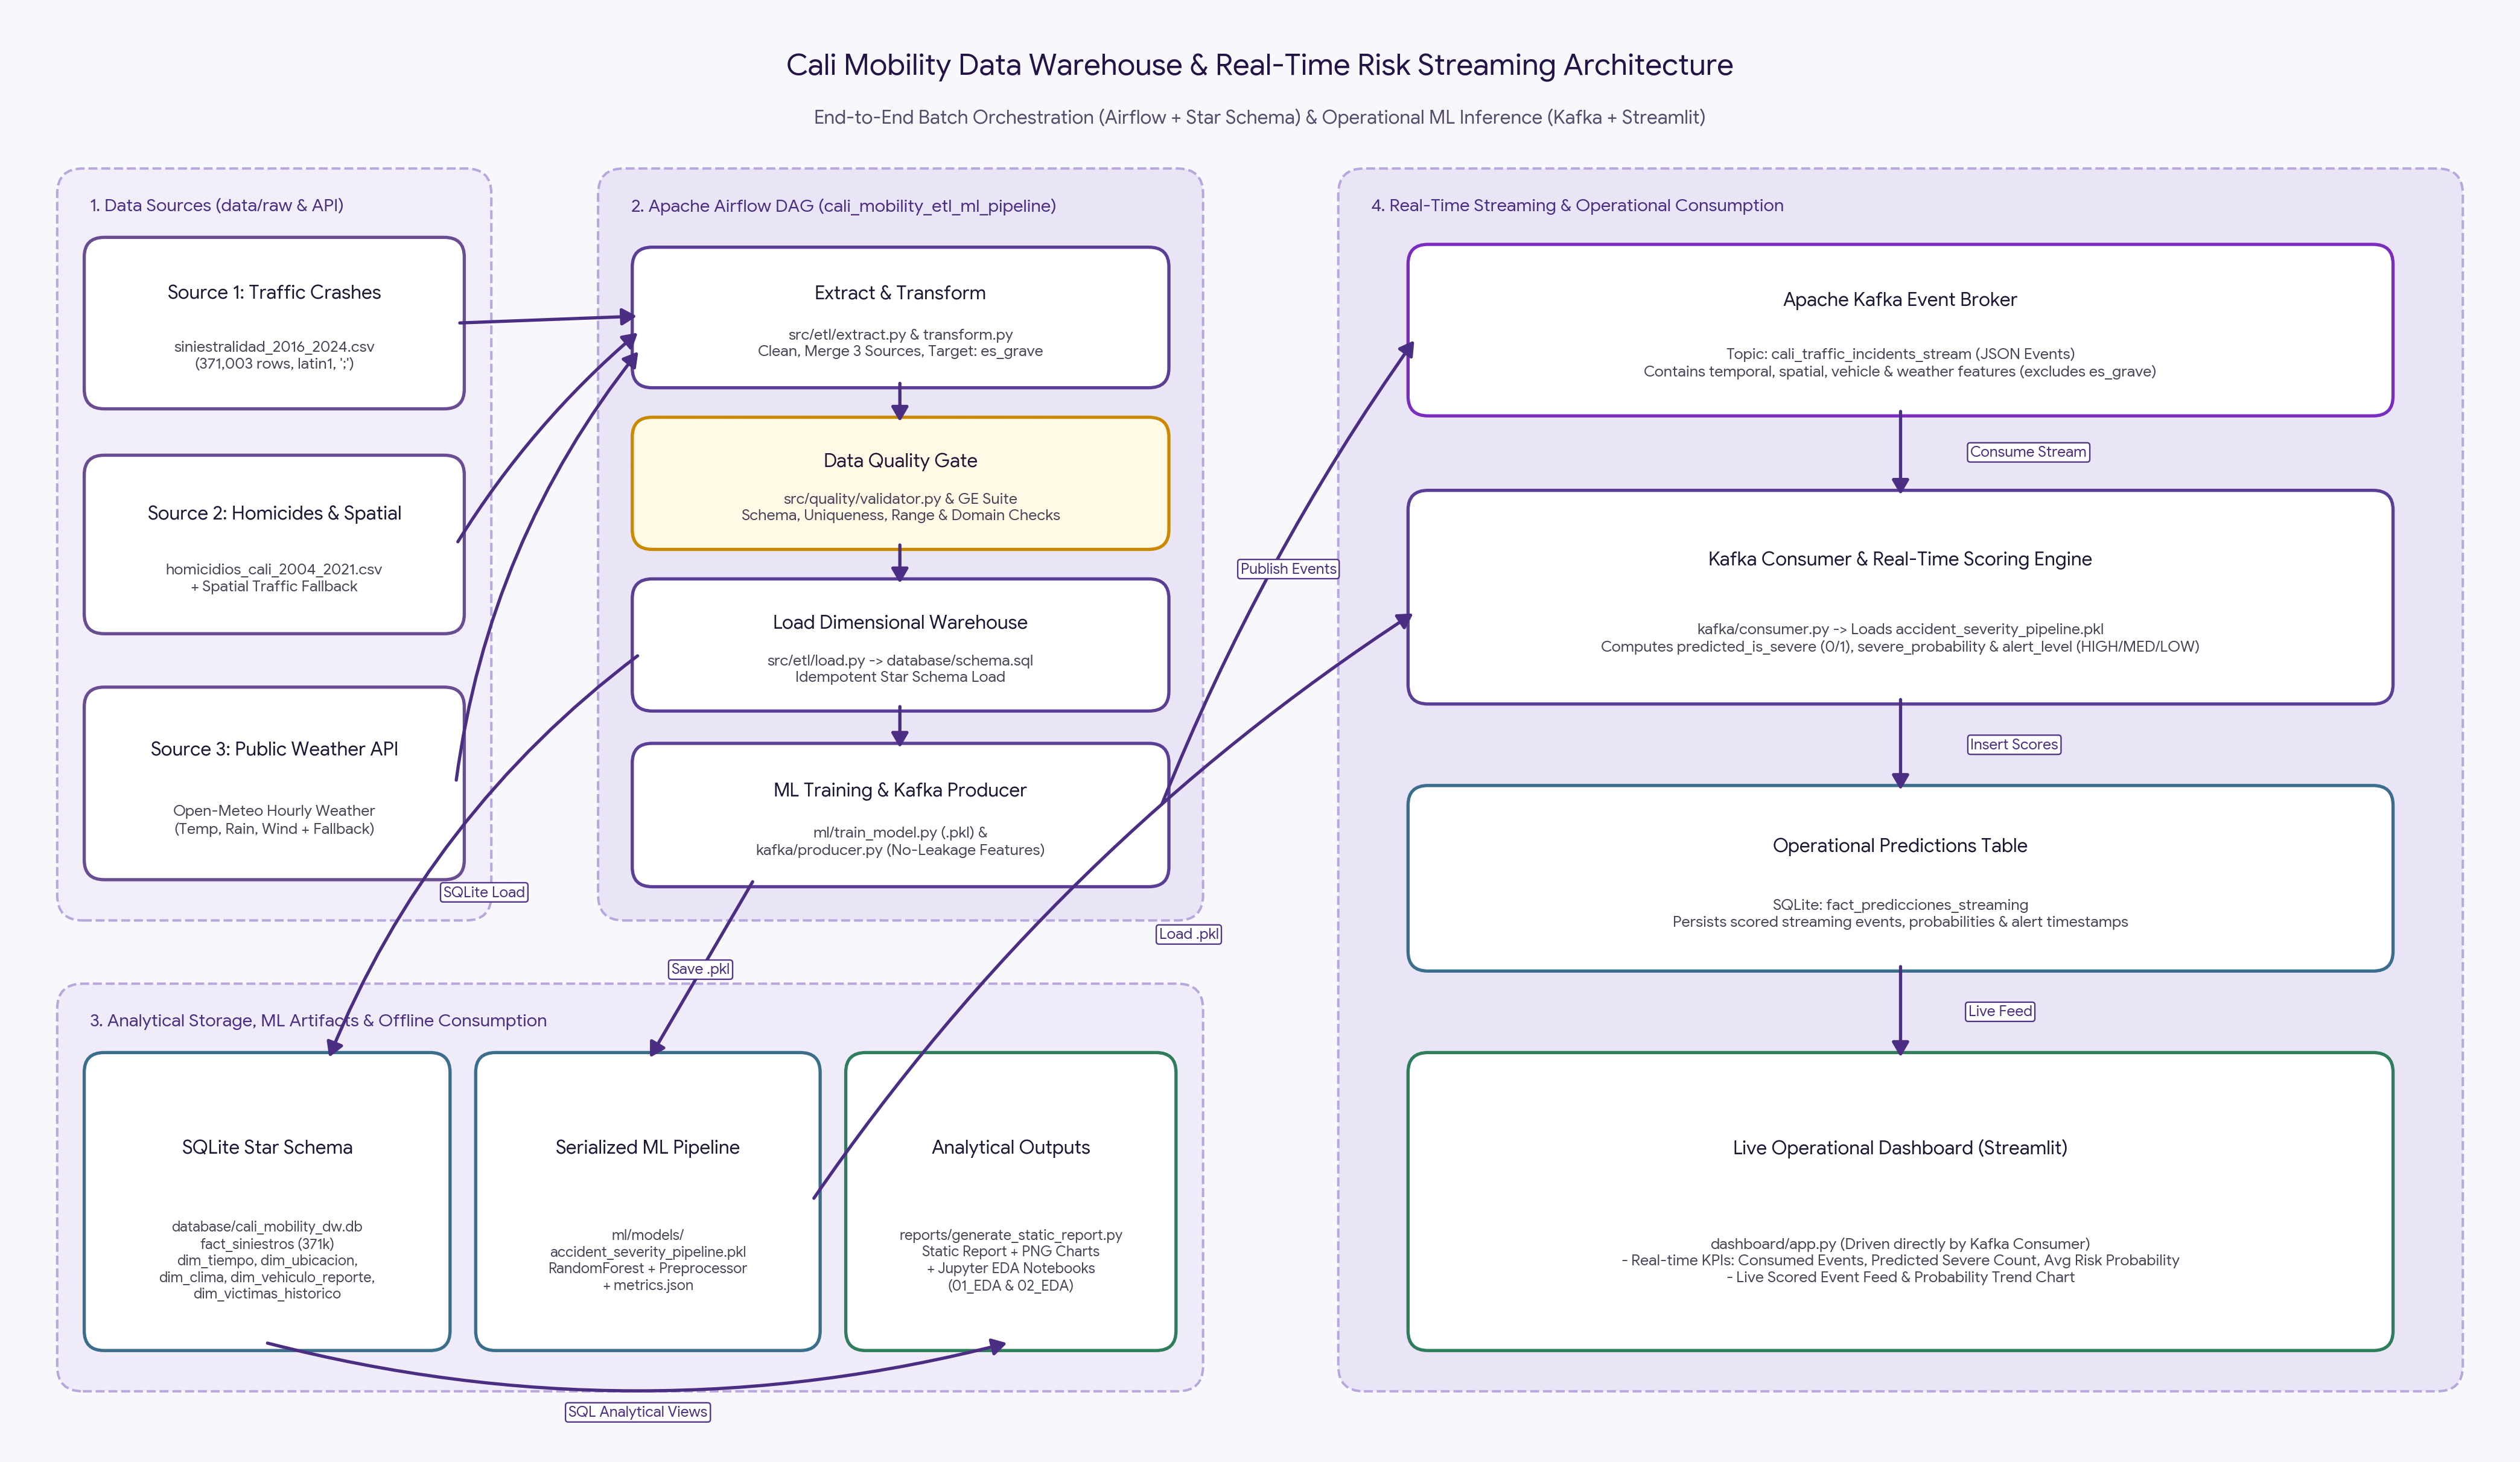 Cali Mobility Data Warehouse & Real-Time Risk Streaming Architecture
End-to-End Batch Orchestration (Airflow + Star Schema) & Operational ML Inference (Kafka + Streamlit)
1. Data Sources (data/raw & API)
Source 1: Traffic Crashes
siniestralidad_2016_2024.csv
(371,003 rows, latin1, ';')
Source 2: Homicides & Spatial
homicidios_cali_2004_2021.csv
+ Spatial Traffic Fallback
Source 3: Public Weather API
Open-Meteo Hourly Weather
(Temp, Rain, Wind + Fallback)
SQLite Load
2. Apache Airflow DAG (cali_mobility_etl_ml_pipeline)
Extract & Transform
src/etl/extract.py & transform.py
Clean, Merge 3 Sources, Target: es_grave
Data Quality Gate
src/quality/validator.py & GE Suite
Schema, Uniqueness, Range & Domain Checks
Load Dimensional Warehouse
src/etl/load.py -> database/schema.sql
Idempotent Star Schema Load
ML Training & Kafka Producer
ml/train_model.py (.pkl) &
kafka/producer.py (No-Leakage Features)
Save .pkl
Load .pkl
Publish Events
3. Analytical Storage, ML Artifacts & Offline Consumption
SQLite Star Schema
database/cali_mobility_dw.db
fact_siniestros (371k)
dim_tiempo, dim_ubicacion,
dim_clima, dim_vehiculo_reporte,
dim_victimas_historico
Serialized ML Pipeline
ml/models/
accident_severity_pipeline.pkl
RandomForest + Preprocessor
+ metrics.json
Analytical Outputs
reports/generate_static_report.py
Static Report + PNG Charts
+ Jupyter EDA Notebooks
(01_EDA & 02_EDA)
SQL Analytical Views
4. Real-Time Streaming & Operational Consumption
Apache Kafka Event Broker
Topic: cali_traffic_incidents_stream (JSON Events)
Contains temporal, spatial, vehicle & weather features (excludes es_grave)
Consume Stream
Kafka Consumer & Real-Time Scoring Engine
kafka/consumer.py -> Loads accident_severity_pipeline.pkl
Computes predicted_is_severe (0/1), severe_probability & alert_level (HIGH/MED/LOW)
Insert Scores
Operational Predictions Table
SQLite: fact_predicciones_streaming
Persists scored streaming events, probabilities & alert timestamps
Live Feed
Live Operational Dashboard (Streamlit)
dashboard/app.py (Driven directly by Kafka Consumer)
- Real-time KPIs: Consumed Events, Predicted Severe Count, Avg Risk Probability
- Live Scored Event Feed & Probability Trend Chart